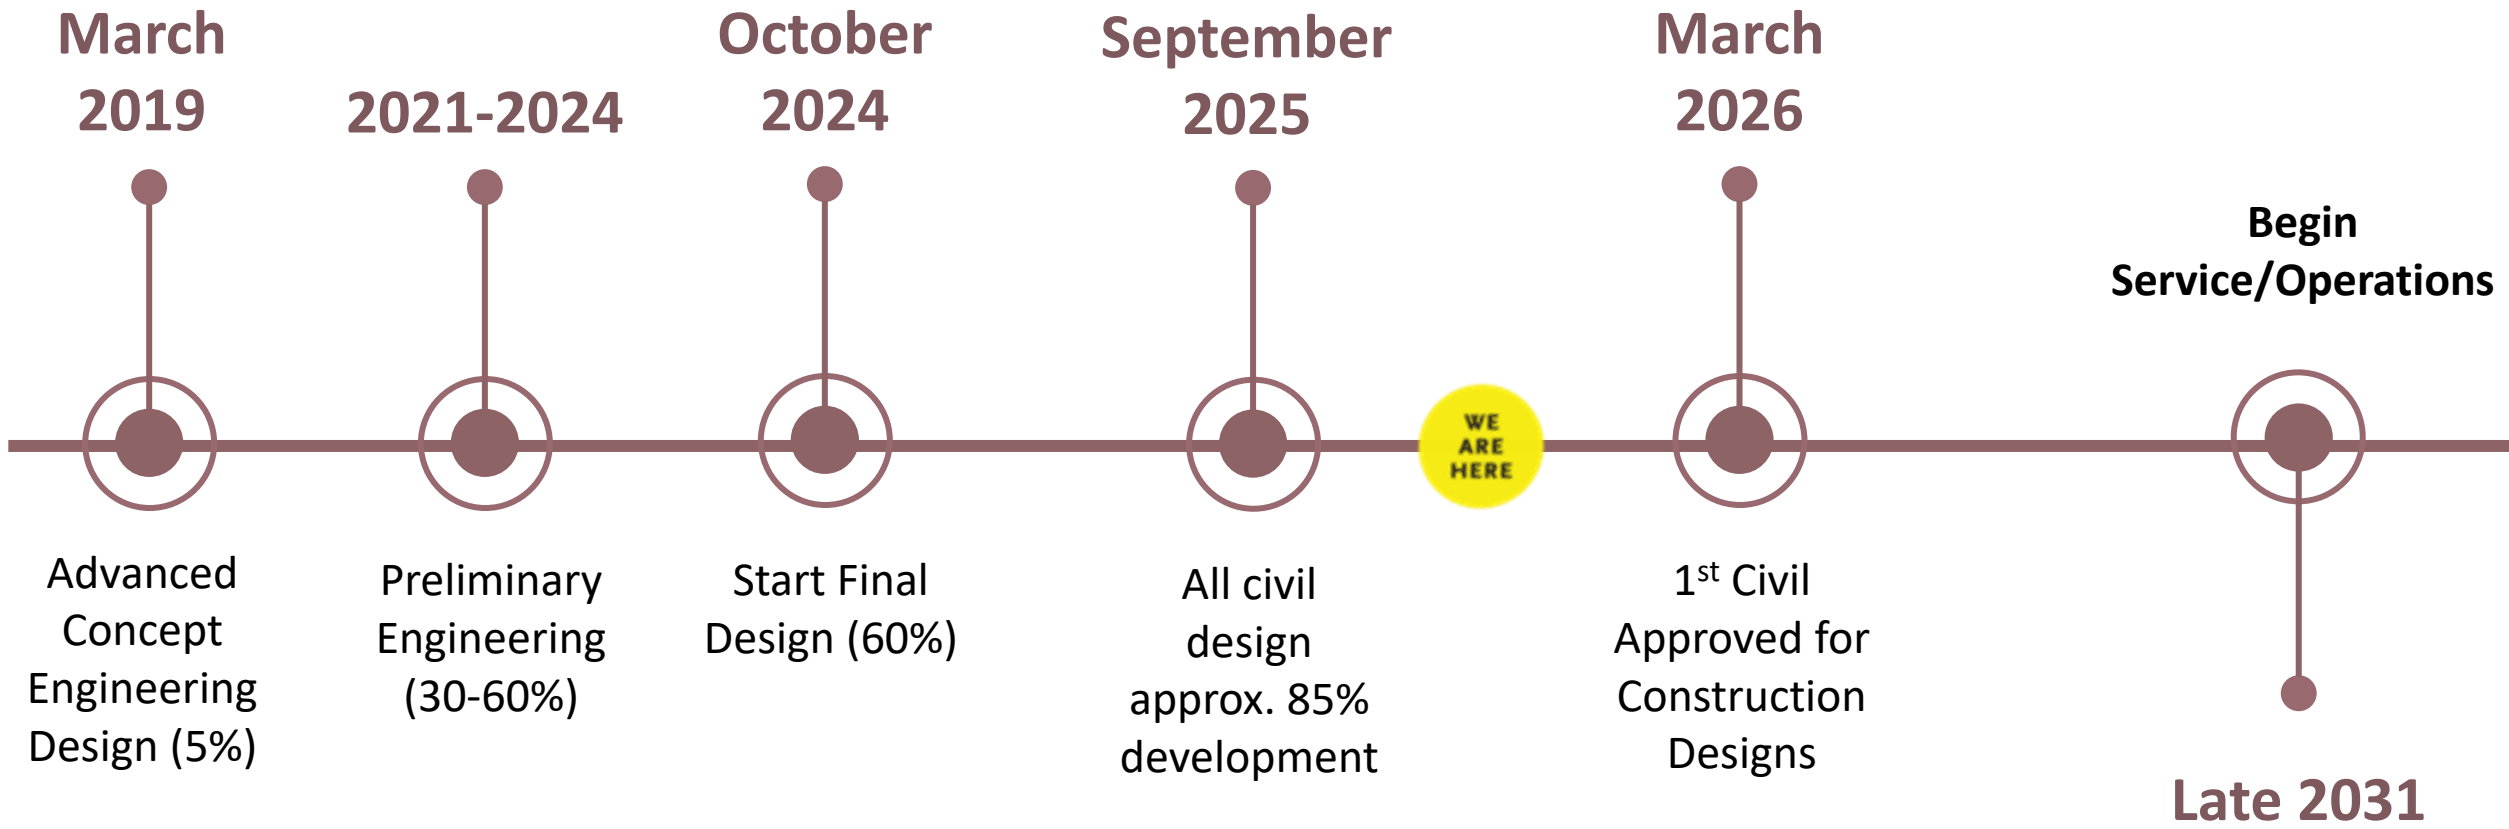 March
2019
Advanced
Concept
Engineering
Design (5%)
2021-2024
Preliminary
Engineering
(30-60%)
October
2024
Start Final
Design (60%)
September
2025
All civil
design
approx. 85%
development
WE
ARE
HERE
March
2026
1st Civil
Approved for
Construction
Designs
Begin
Service/Operations
Late 2031